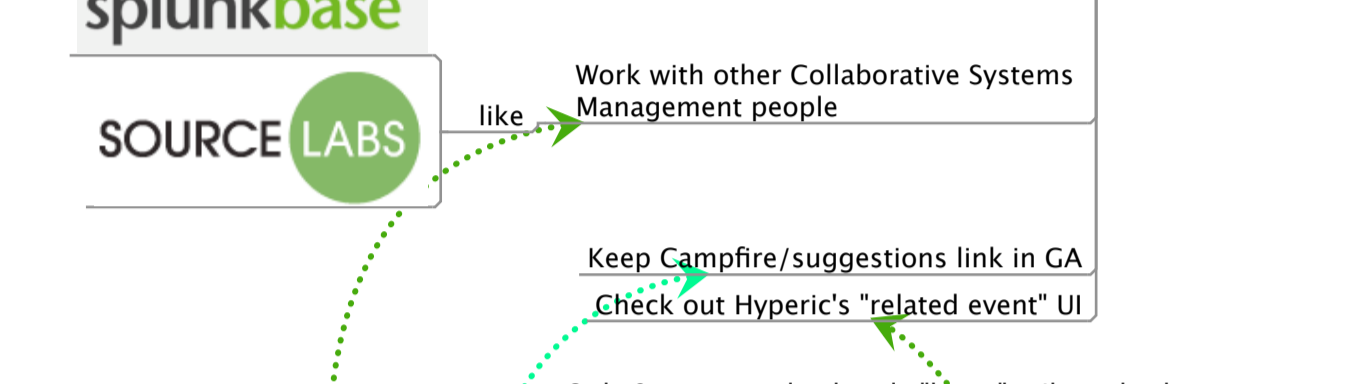 splunkbase
SOURCE LABS
like
Work with other Collaborative Systems
Management people
Keep Campfire/suggestions link in GA
Check out Hyperic's "related event" UI